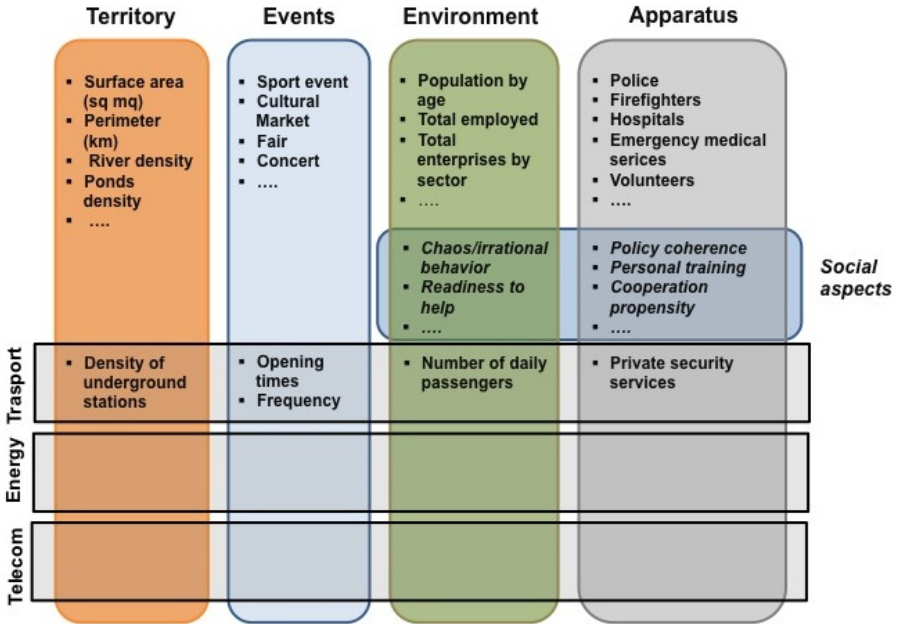 Territory
Events
Environment
Apparatus
▪ Surface area
(sq mq)
▪ Perimeter
(km)
▪ River density
▪ Ponds
density
▪ ....
▪ Sport event
▪ Cultural
Market
▪ Fair
▪ Concert
▪ ....
▪ Population by
age
▪ Total employed
▪ Total
enterprises by
sector
▪ ....
▪ Police
▪ Firefighters
▪ Hospitals
▪ Emergency medical
serices
▪ Volunteers
▪ ....
▪ Chaos/irrational
behavior
▪ Readiness to
help
▪ ....
▪ Policy coherence
▪ Personal training
▪ Cooperation
propensity
▪ ....
Social
aspects
Trasport
▪ Density of
underground
stations
▪ Opening
times
▪ Frequency
▪ Number of daily
passengers
▪ Private security
services
Energy
Telecom